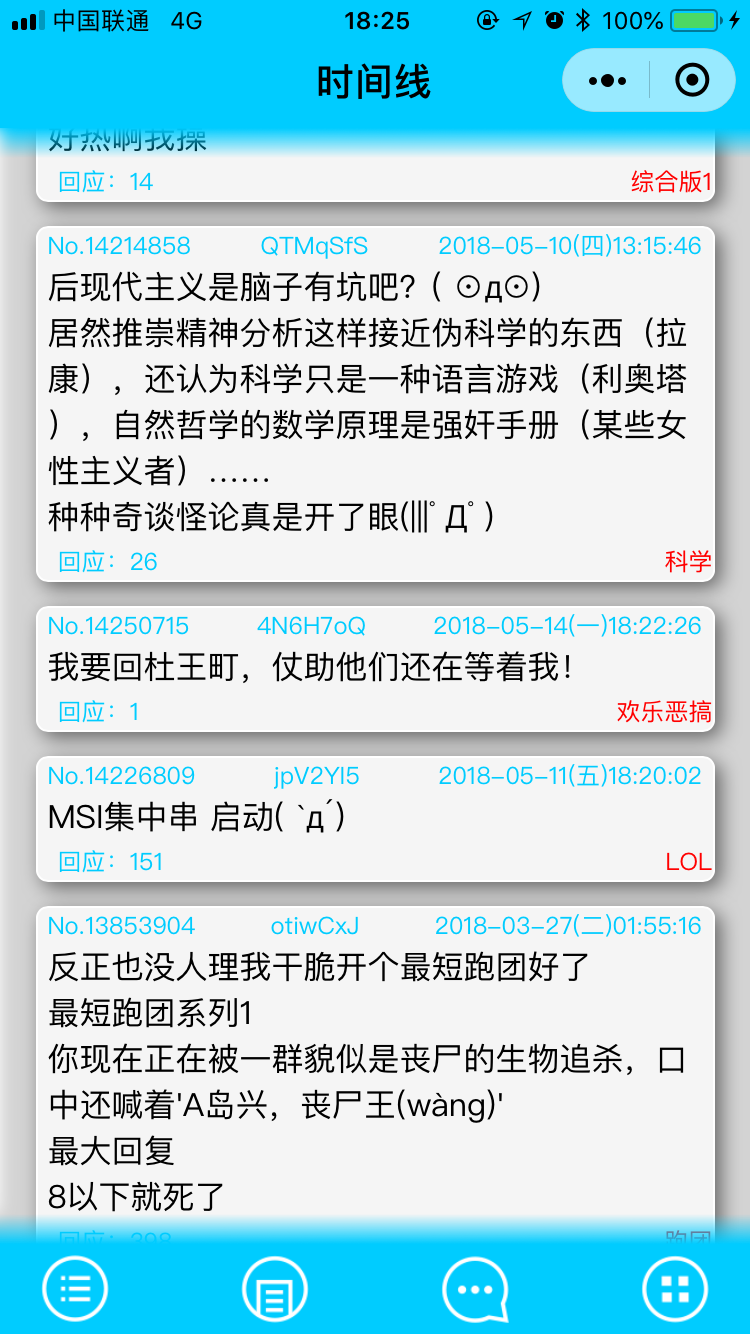 中国联通 4G 18:25 100%
时间线
好热啊我操
回应：14 综合版1
No.14214858 QTMqSfS 2018-05-10(四)13:15:46
后现代主义是脑子有坑吧？( ⊙д⊙)
居然推崇精神分析这样接近伪科学的东西（拉
康），还认为科学只是一种语言游戏（利奥塔
），自然哲学的数学原理是强奸手册（某些女
性主义者）……
种种奇谈怪论真是开了眼(|||ﾟДﾟ)
回应：26 科学
No.14250715 4N6H7oQ 2018-05-14(一)18:22:26
我要回杜王町，仗助他们还在等着我！
回应：1 欢乐恶搞
No.14226809 jpV2YI5 2018-05-11(五)18:20:02
MSI集中串 启动( `д´)
回应：151 LOL
No.13853904 otiwCxJ 2018-03-27(二)01:55:16
反正也没人理我干脆开个最短跑团好了
最短跑团系列1
你现在正在被一群貌似是丧尸的生物追杀，口
中还喊着'A岛兴，丧尸王(wàng)'
最大回复
8以下就死了
回应：398 跑团